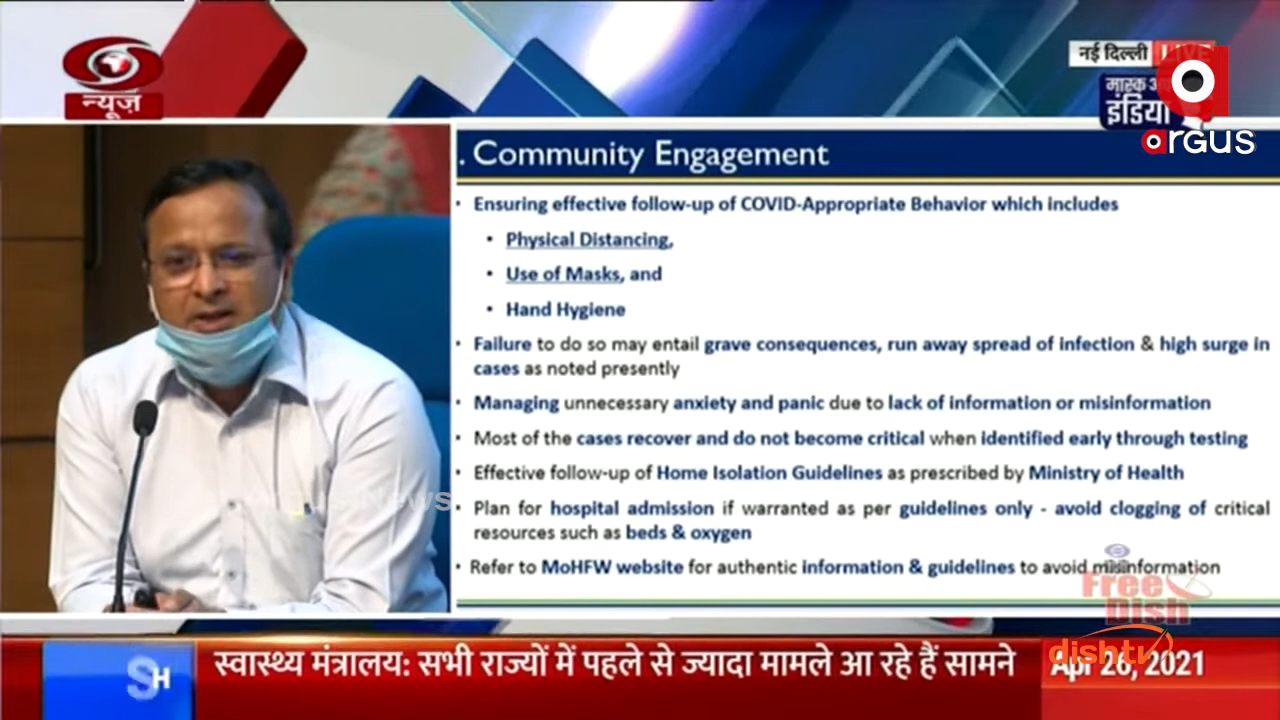 न्यूज़
नई दिल्ली LIVE
मास्क
इंडिया
argus
. Community Engagement
• Ensuring effective follow-up of COVID-Appropriate Behavior which includes
• Physical Distancing,
• Use of Masks, and
• Hand Hygiene
• Failure to do so may entail grave consequences, run away spread of infection & high surge in
cases as noted presently
• Managing unnecessary anxiety and panic due to lack of information or misinformation
• Most of the cases recover and do not become critical when identified early through testing
• Effective follow-up of Home Isolation Guidelines as prescribed by Ministry of Health
• Plan for hospital admission if warranted as per guidelines only - avoid clogging of critical
resources such as beds & oxygen
• Refer to MoHFW website for authentic information & guidelines to avoid misinformation
News
Free
Dish
dishtv
SH
स्वास्थ्य मंत्रालय: सभी राज्यों में पहले से ज्यादा मामले आ रहे हैं सामने
Apr 26, 2021